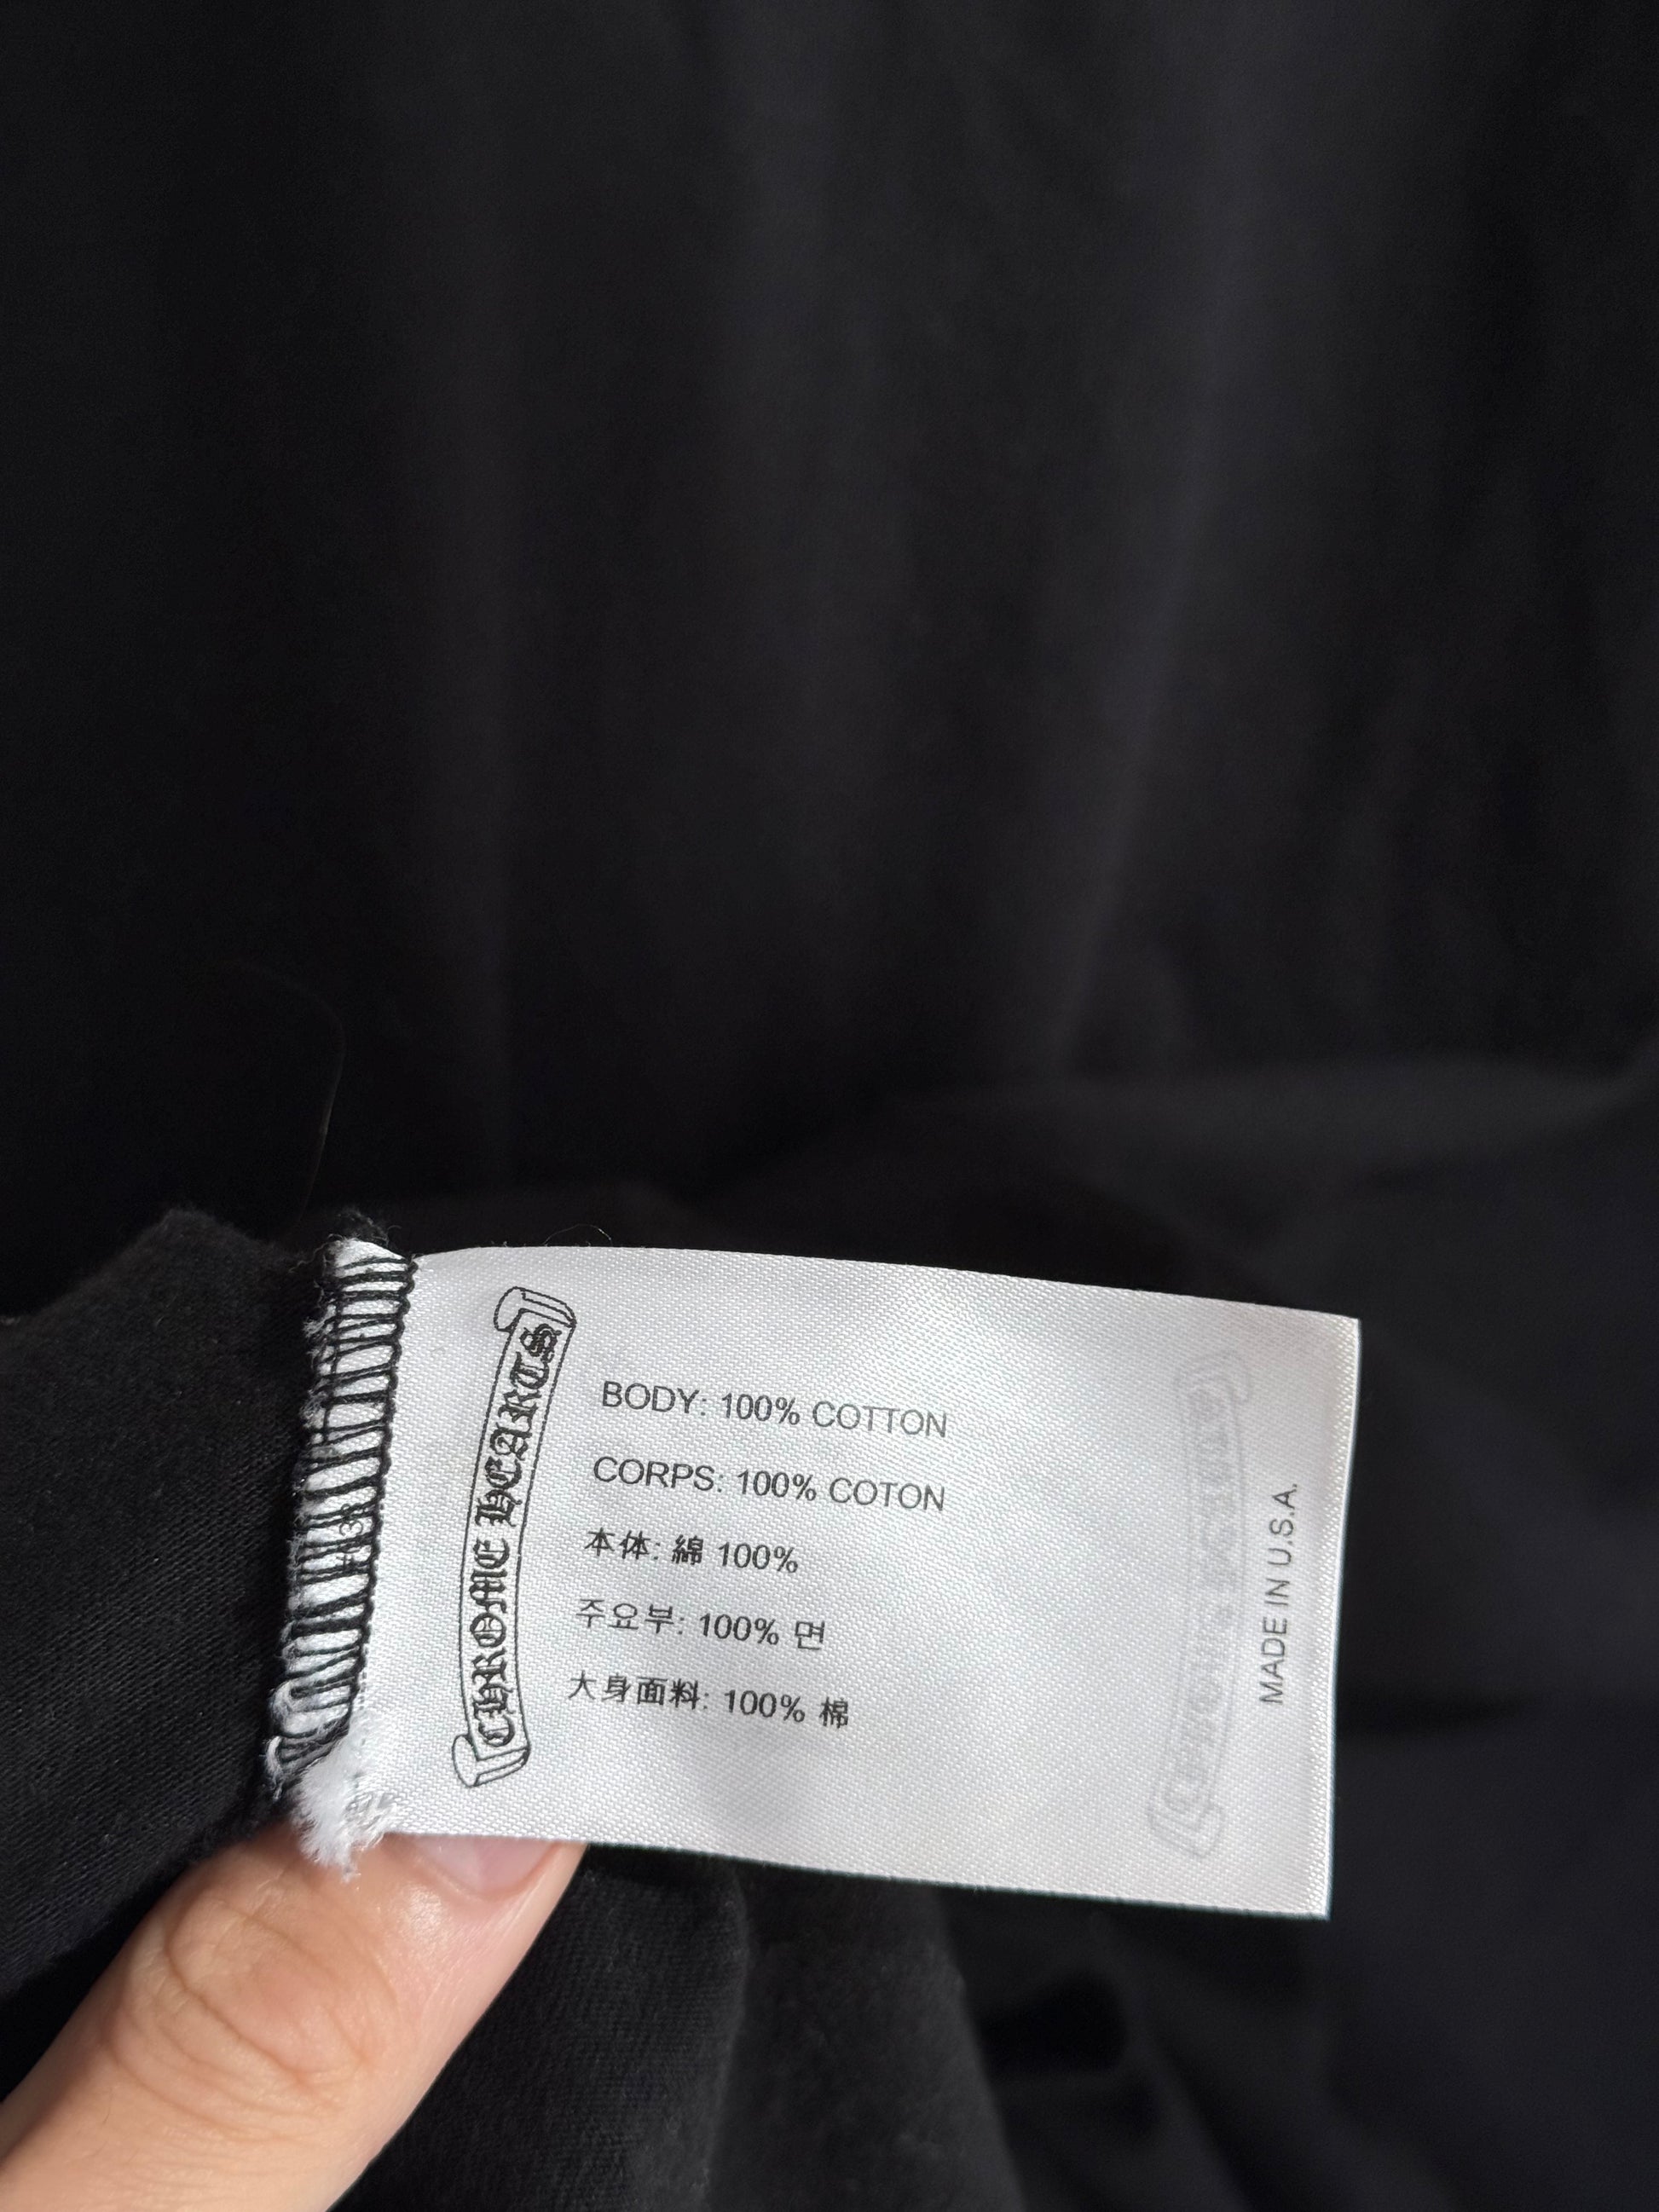 CHROME HEARTS
BODY: 100% COTTON
CORPS: 100% COTON
本体: 綿 100%
주요부: 100% 면
大身面料: 100% 棉
MADE IN U.S.A.